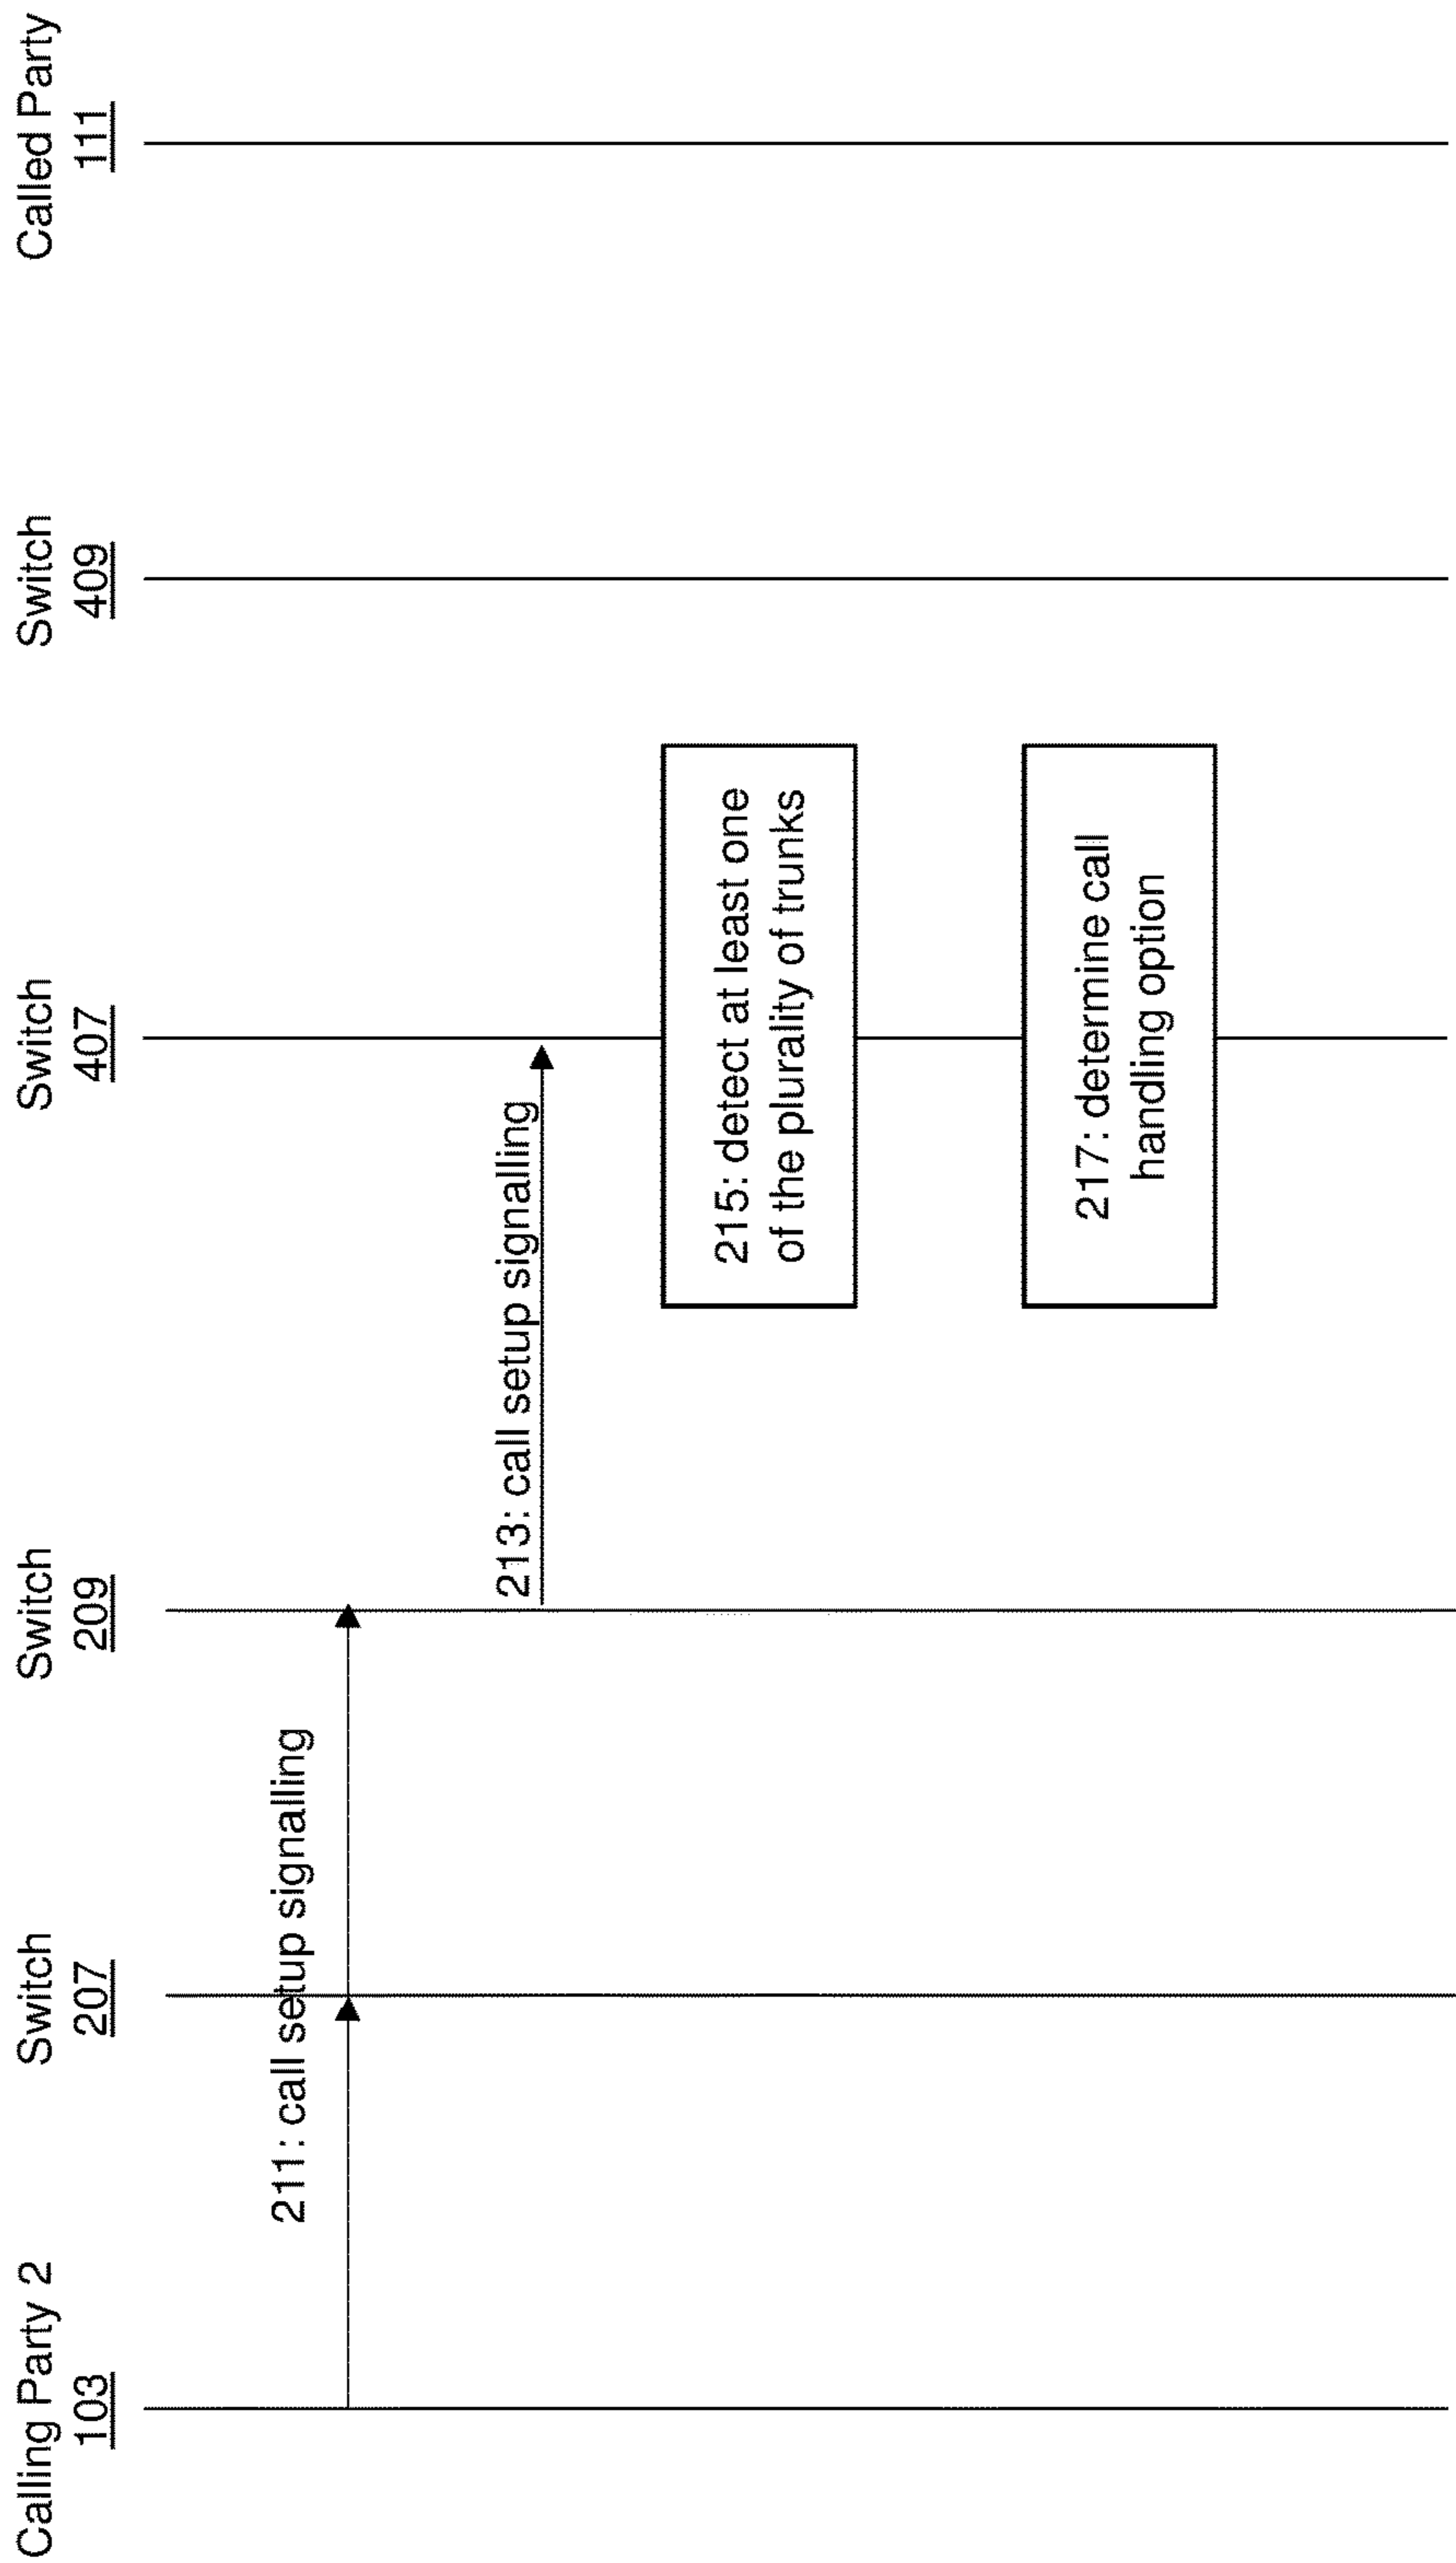 Calling Party 2
103
Switch
207
Switch
209
Switch
407
Switch
409
Called Party
111
211: call setup signalling
213: call setup signalling
215: detect at least one
of the plurality of trunks
217: determine call
handling option